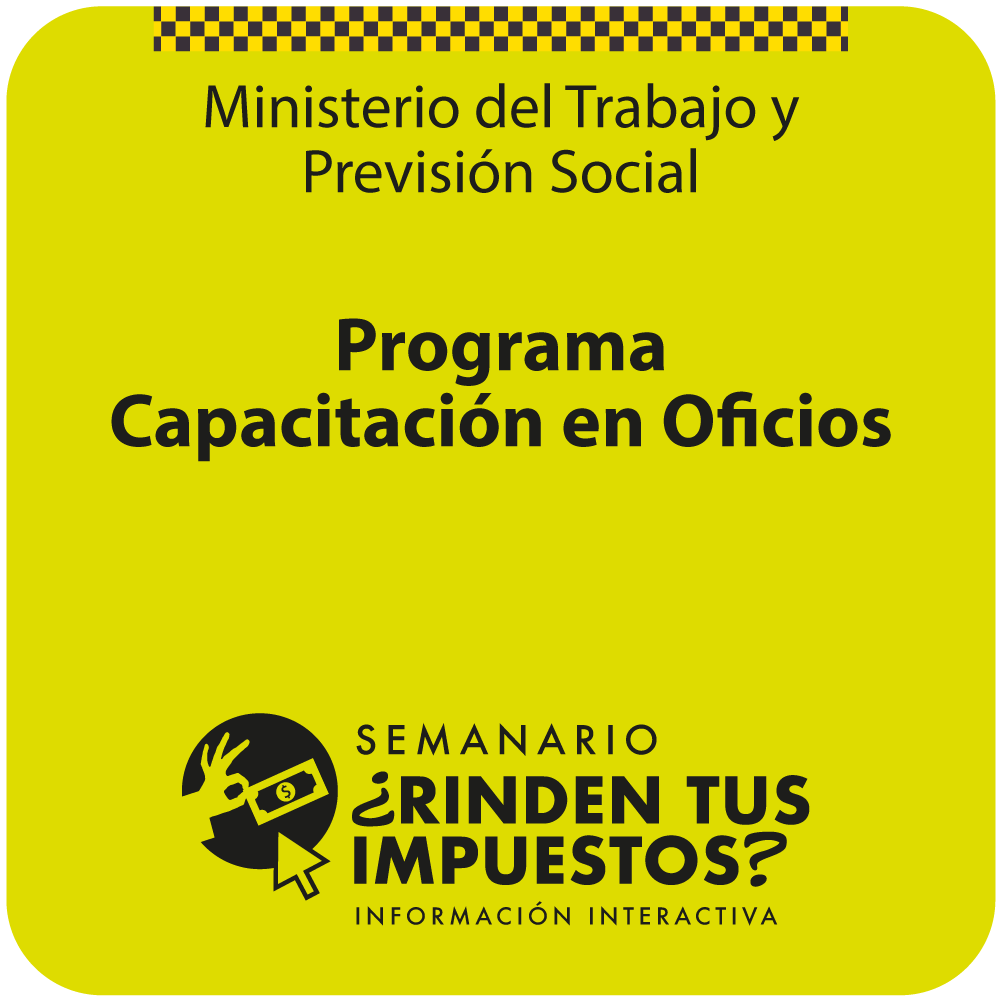 Ministerio del Trabajo y
Previsión Social
Programa
Capacitación en Oficios
$
SEMANARIO
¿RINDEN TUS
IMPUESTOS?
INFORMACIÓN INTERACTIVA